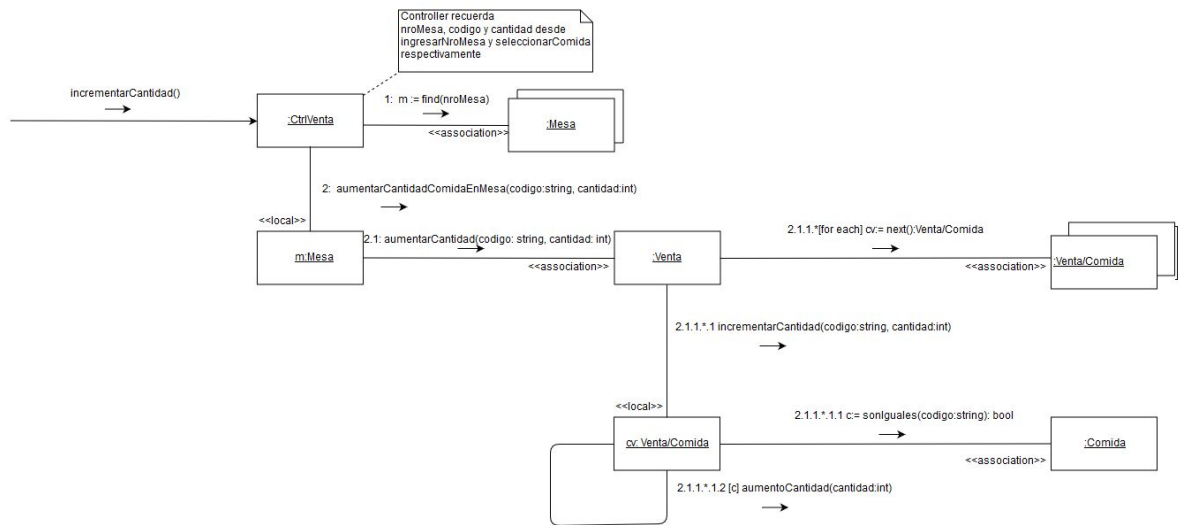 Controller recuerda
nroMesa, codigo y cantidad desde
ingresarNroMesa y seleccionarComida
respectivamente
incrementarCantidad()
1: m := find(nroMesa)
:CtrlVenta
:Mesa
<<association>>
2: aumentarCantidadComidaEnMesa(codigo:string, cantidad:int)
<<local>>
2.1: aumentarCantidad(codigo: string, cantidad: int)
2.1.1.*[for each] cv:= next():Venta/Comida
m:Mesa
<<association>>
:Venta
<<association>>
:Venta/Comida
2.1.1.*.1 incrementarCantidad(codigo:string, cantidad:int)
<<local>>
2.1.1.*.1.1 c:= sonIguales(codigo:string): bool
cv: Venta/Comida
:Comida
<<association>>
2.1.1.*.1.2 [c] aumentoCantidad(cantidad:int)